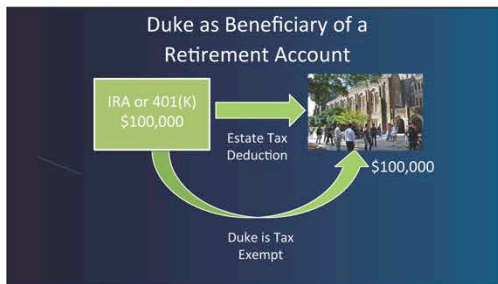 Duke as Beneficiary of a
Retirement Account
IRA or 401(K)
$100,000
Estate Tax
Deduction
$100,000
Duke is Tax
Exempt